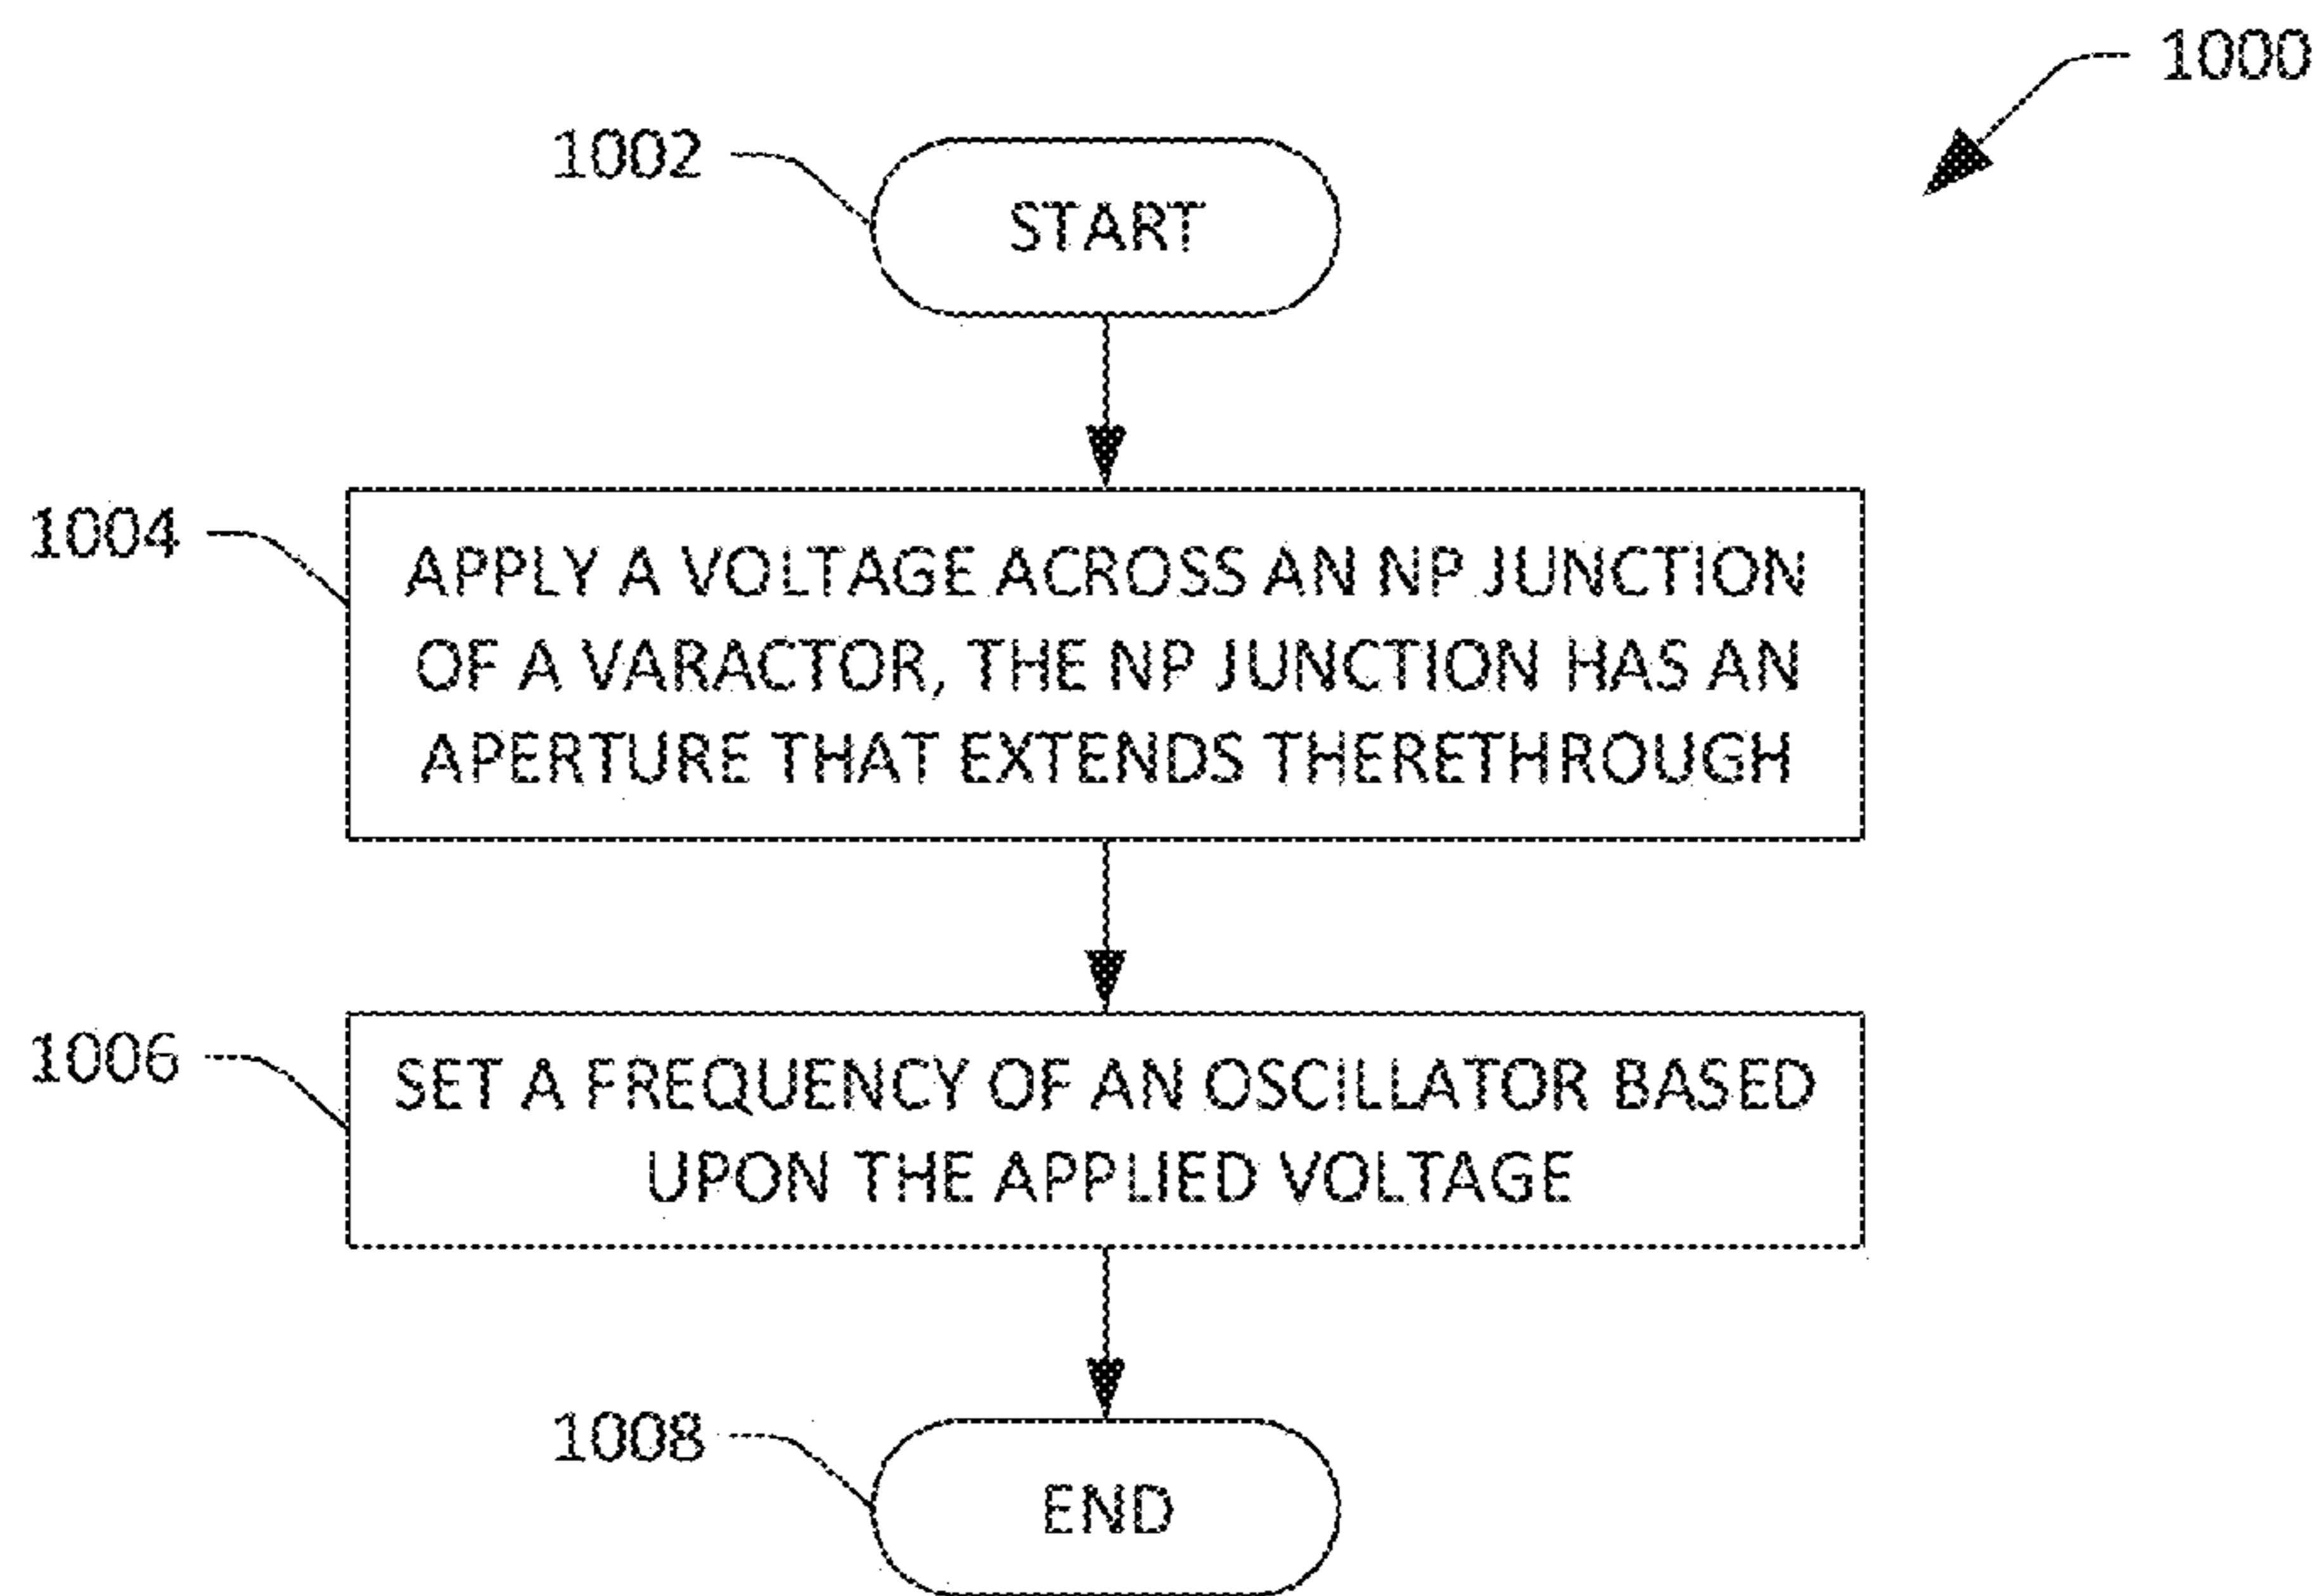 1000
1002
START
1004
APPLY A VOLTAGE ACROSS AN NP JUNCTION
OF A VARACTOR, THE NP JUNCTION HAS AN
APERTURE THAT EXTENDS THERETHROUGH
1006
SET A FREQUENCY OF AN OSCILLATOR BASED
UPON THE APPLIED VOLTAGE
1008
END